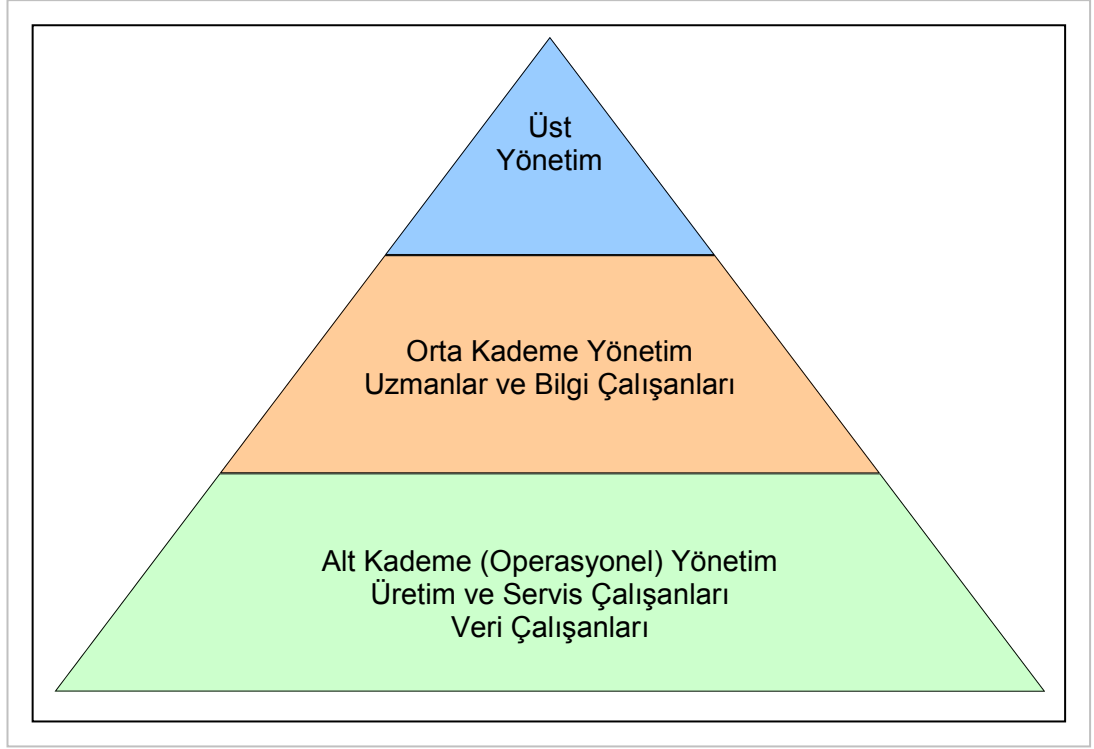 Üst
Yönetim
Orta Kademe Yönetim
Uzmanlar ve Bilgi Çalışanları
Alt Kademe (Operasyonel) Yönetim
Üretim ve Servis Çalışanları
Veri Çalışanları